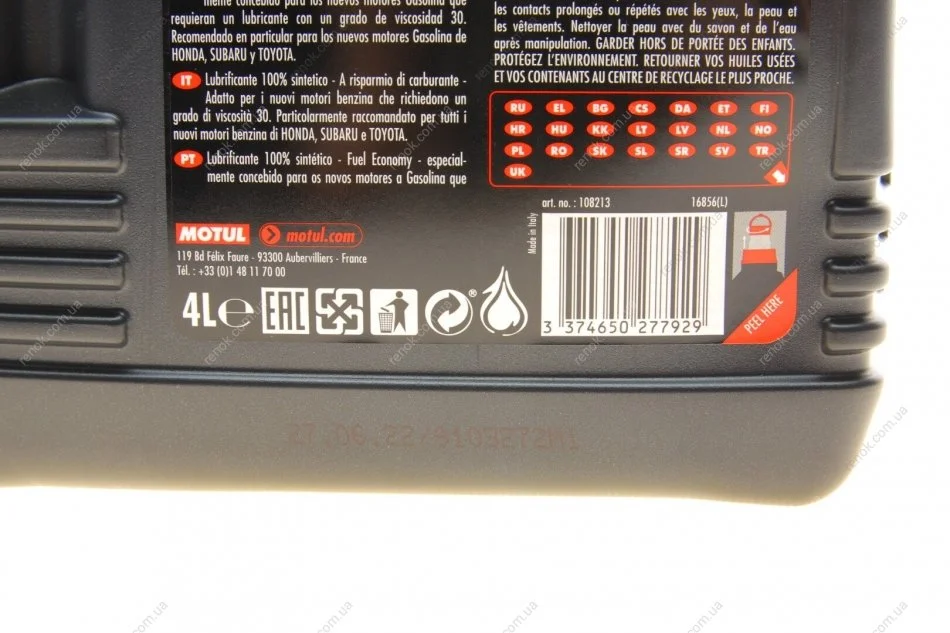 mente concebido para los nuevos motores Gasolina que
requieran un lubricante con un grado de viscosidad 30.
Recomendado en particular para los nuevos motores Gasolina de
HONDA, SUBARU y TOYOTA.
IT Lubrificante 100% sintetico - A risparmio di carburante -
Adatto per i nuovi motori benzina che richiedono un
grado di viscosità 30. Particolarmente raccomandato per tutti i
nuovi motori benzina di HONDA, SUBARU e TOYOTA.
PT Lubrificante 100% sintético - Fuel Economy - especial-
mente concebido para os novos motores a Gasolina que
les contacts prolongés ou répétés avec les yeux, la peau et
les vêtements. Nettoyer la peau avec du savon et de l'eau
après manipulation. GARDER HORS DE PORTÉE DES ENFANTS.
PROTÉGEZ L'ENVIRONNEMENT. RETOURNER VOS HUILES USÉES
ET VOS CONTENANTS AU CENTRE DE RECYCLAGE LE PLUS PROCHE.
RU EL BG CS DA ET FI
HR HU KK LT LV NL NO
PL RO SK SL SR SV TR
UK
art. no. : 108213 16856(L)
Made in Italy
3 374650 277929
PEEL HERE
MOTUL motul.com
119 Bd Félix Faure - 93300 Aubervilliers - France
Tél. : +33 (0)1 48 11 70 00
4L e EAC
renok.com.ua